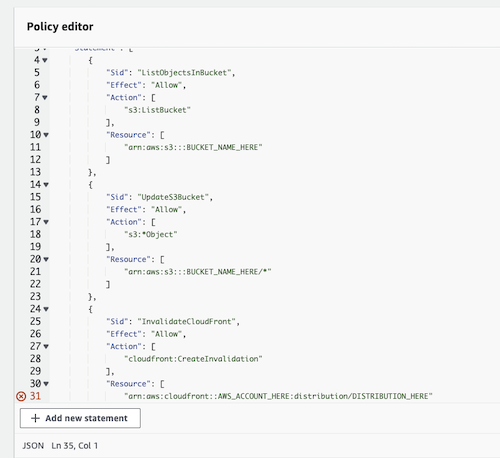 Policy editor
3 "Statement": [
4 {
5 "Sid": "ListObjectsInBucket",
6 "Effect": "Allow",
7 "Action": [
8 "s3:ListBucket"
9 ],
10 "Resource": [
11 "arn:aws:s3:::BUCKET_NAME_HERE"
12 ]
13 },
14 {
15 "Sid": "UpdateS3Bucket",
16 "Effect": "Allow",
17 "Action": [
18 "s3:*Object"
19 ],
20 "Resource": [
21 "arn:aws:s3:::BUCKET_NAME_HERE/*"
22 ]
23 },
24 {
25 "Sid": "InvalidateCloudFront",
26 "Effect": "Allow",
27 "Action": [
28 "cloudfront:CreateInvalidation"
29 ],
30 "Resource": [
31 "arn:aws:cloudfront::AWS_ACCOUNT_HERE:distribution/DISTRIBUTION_HERE"
+ Add new statement
JSON Ln 35, Col 1